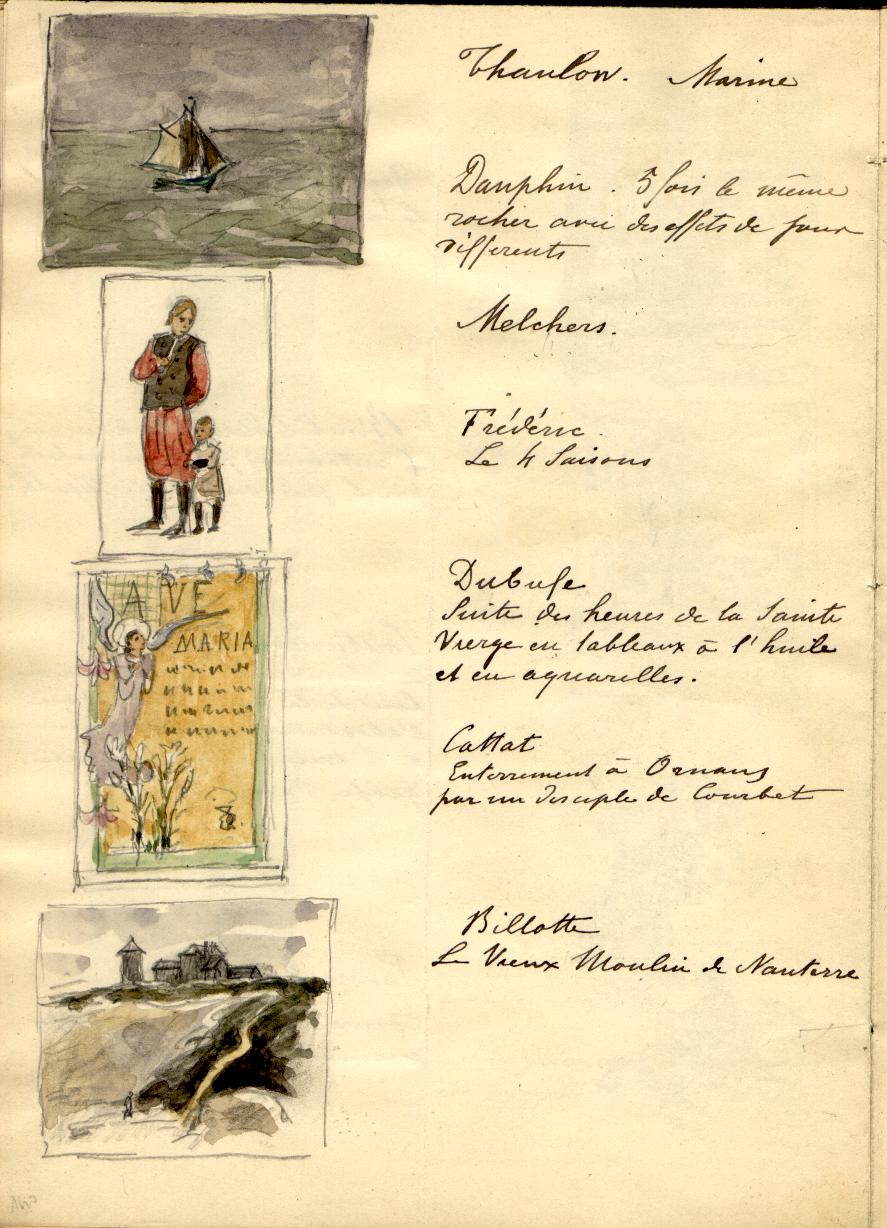 Thaulow. Marine
Dauphin. 5 fois le même
rocher avec des effets de jour
différents
Melchers.
Frédéric.
Le 4 Saisons
AVE
MARIA
Dubufe
Suite des heures de la Sainte
Vierge en tableaux à l'huile
et en aquarelles.
Cattat
Enterrement à Ornans
par un disciple de Courbet
Billotte
Le Vieux Moulin de Nanterre